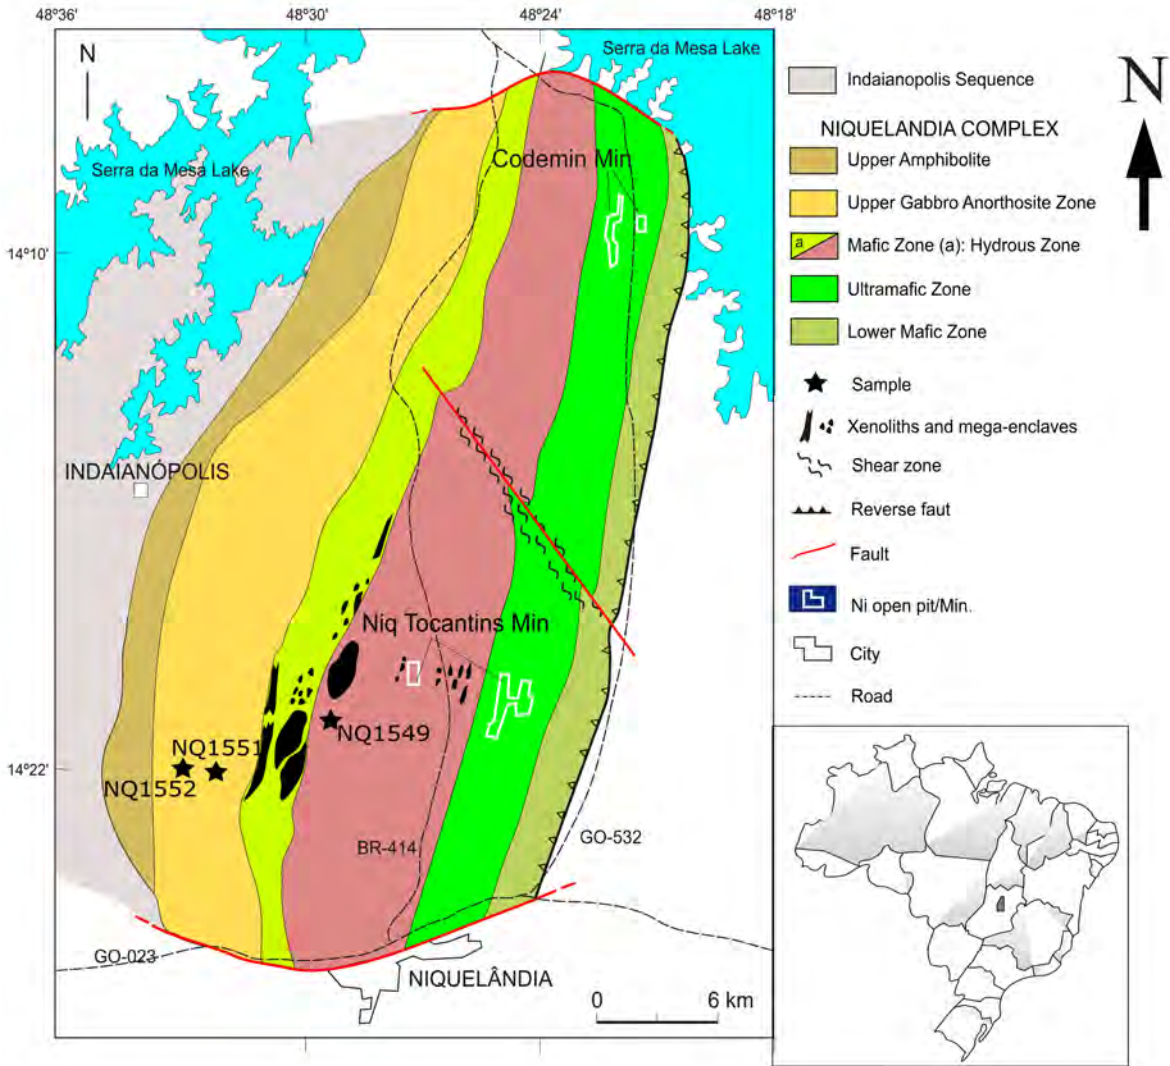 48°36'
48°30'
48°24'
48°18'
N
Serra da Mesa Lake
Serra da Mesa Lake
Codemin Min
14°10'
INDAIANÓPOLIS
Niq Tocantins Min
NQ1549
NQ1551
NQ1552
14°22'
BR-414
GO-532
GO-023
NIQUELÂNDIA
0 6 km
Indaianopolis Sequence
NIQUELANDIA COMPLEX
Upper Amphibolite
Upper Gabbro Anorthosite Zone
a
Mafic Zone (a): Hydrous Zone
Ultramafic Zone
Lower Mafic Zone
Sample
Xenoliths and mega-enclaves
Shear zone
Reverse faut
Fault
Ni open pit/Min.
City
Road
N